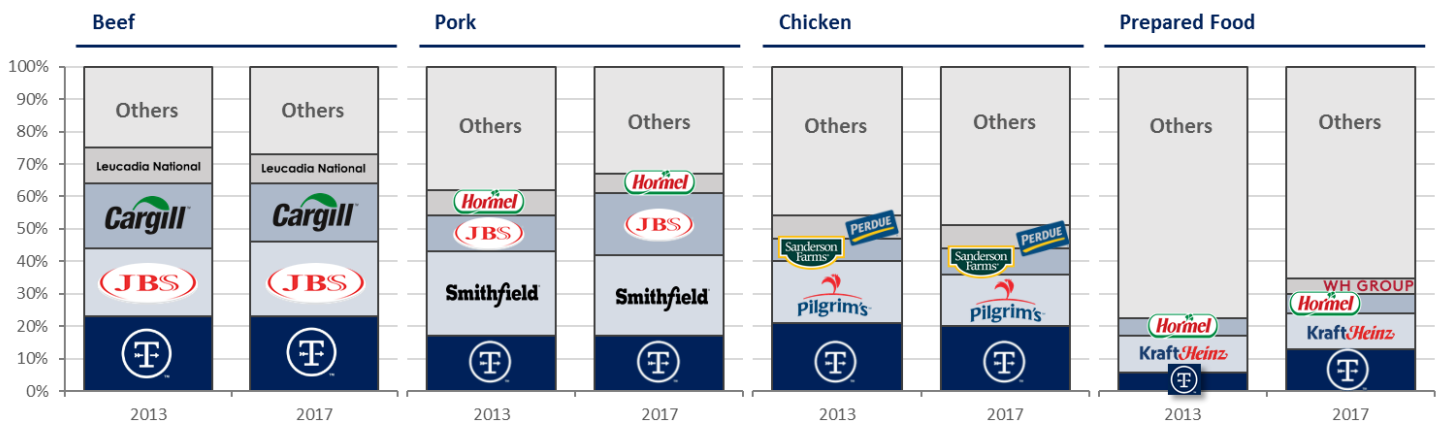 Beef
Pork
Chicken
Prepared Food
100%
90%
80%
70%
60%
50%
40%
30%
20%
10%
0%
Others
Leucadia National
Cargill™
JBS
T
2013
Others
Leucadia National
Cargill™
JBS
T
2017
Others
Hormel
JBS
Smithfield
T
2013
Others
Hormel
JBS
Smithfield
T
2017
Others
PERDUE
Sanderson
Farms
Pilgrim's
T
2013
Others
PERDUE
Sanderson
Farms
Pilgrim's
T
2017
Others
Hormel
KraftHeinz
T
2013
Others
WH GROUP
Hormel
KraftHeinz
T
2017